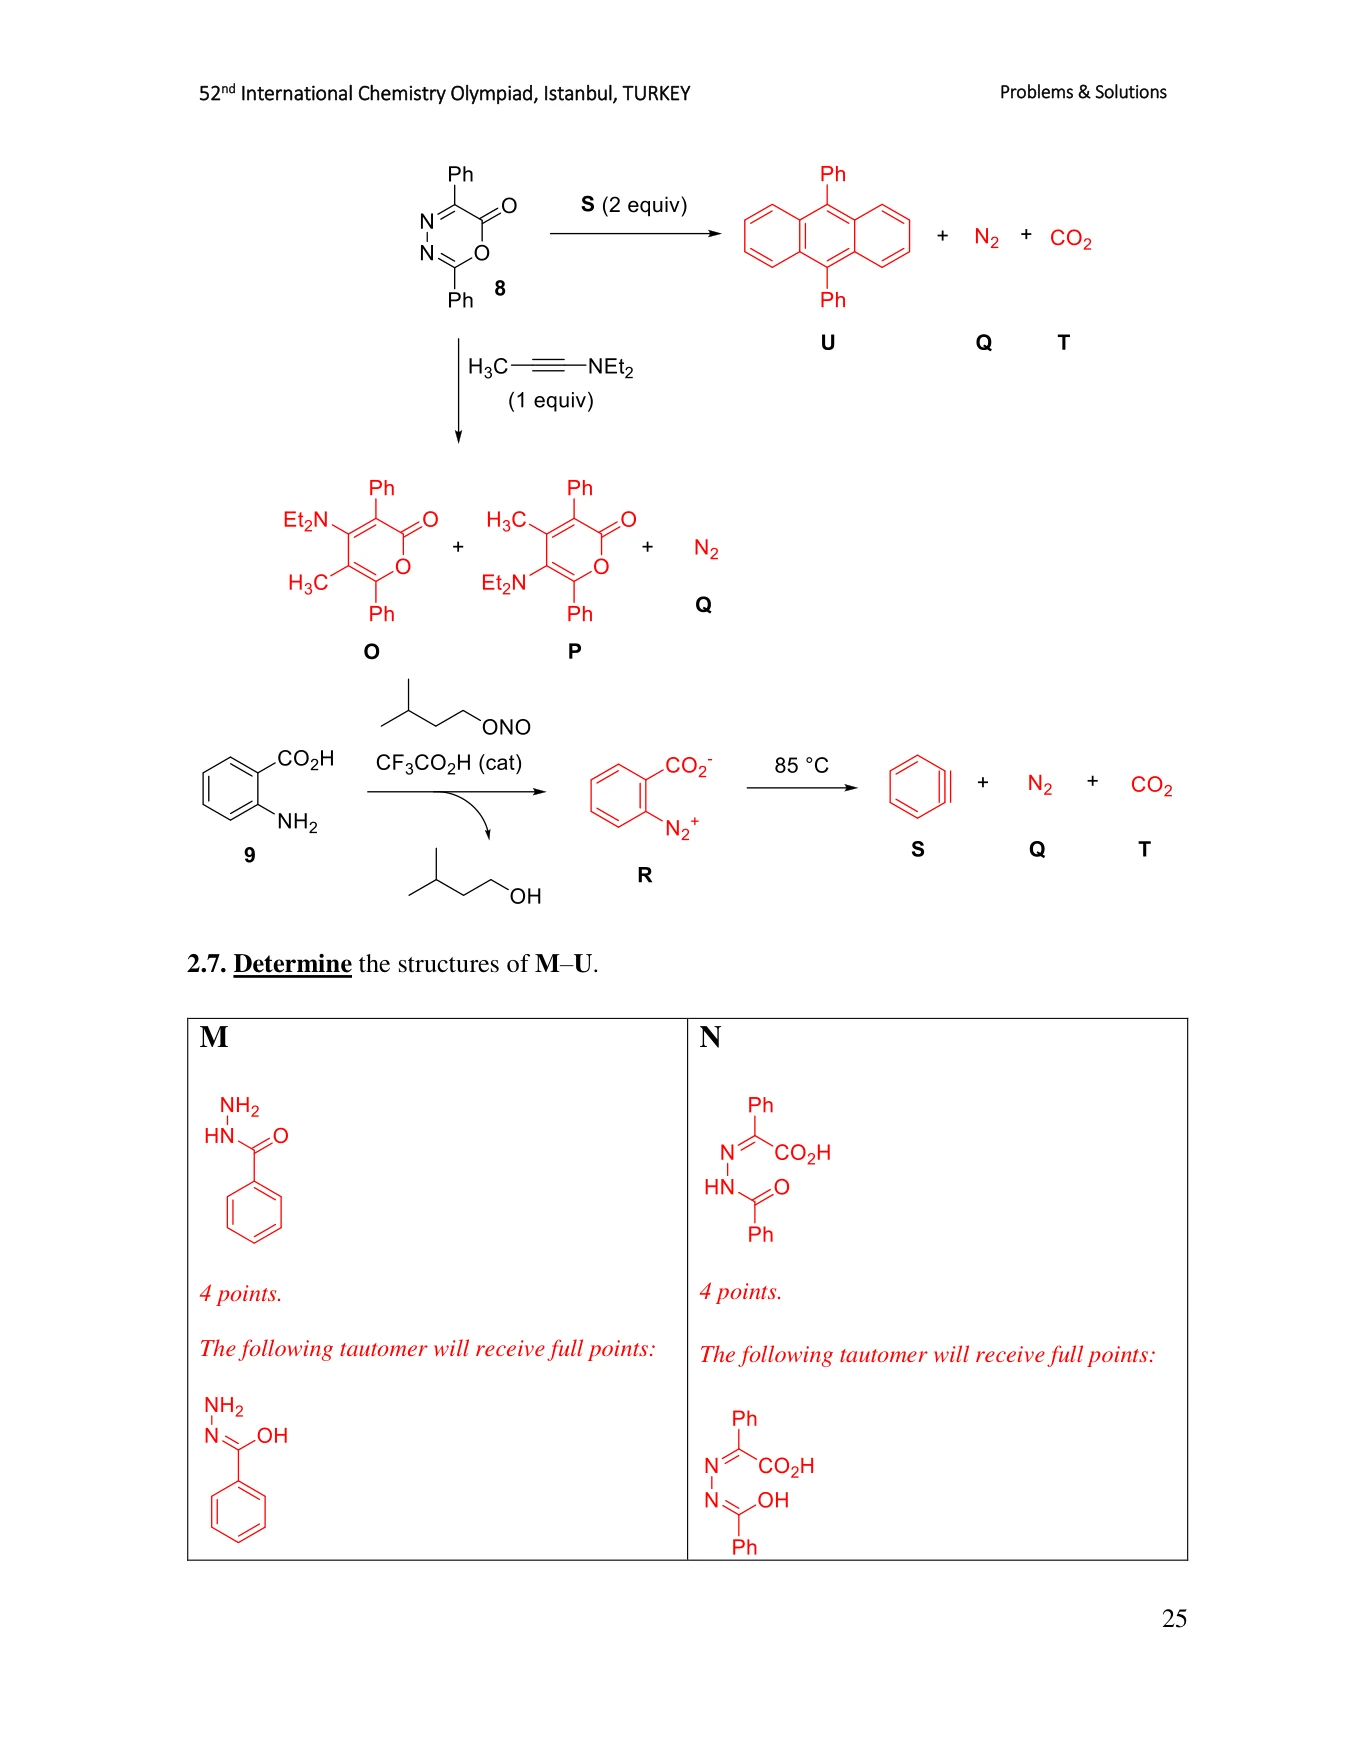 52nd International Chemistry Olympiad, Istanbul, TURKEY Problems & Solutions
Ph
O
N
N
O
Ph
8
S (2 equiv)
Ph
Ph
+ N2 + CO2
U Q T
H3C NEt2
(1 equiv)
Ph
Et2N
O
O
H3C
Ph
+
Ph
H3C
O
O
Et2N
Ph
+ N2
Q
O P
ONO
CO2H
NH2
9
CF3CO2H (cat)
OH
CO2-
N2+
R
85 °C
+ N2 + CO2
S Q T
2.7. Determine the structures of M–U.
M
NH2
HN
O
4 points.
The following tautomer will receive full points:
NH2
N
OH
N
Ph
N
CO2H
HN
O
Ph
4 points.
The following tautomer will receive full points:
Ph
N
CO2H
N
OH
Ph
25